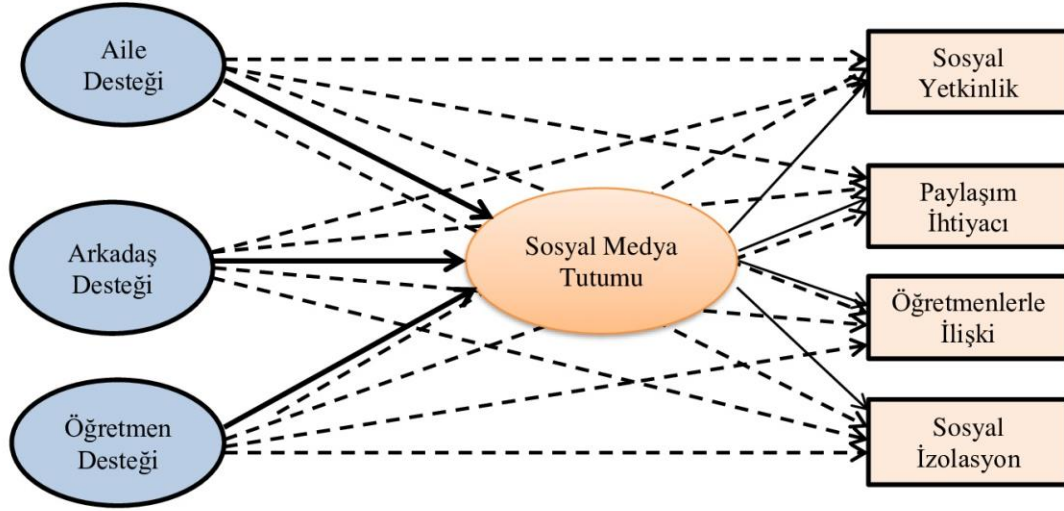 Aile
Desteği
Arkadaş
Desteği
Öğretmen
Desteği
Sosyal Medya
Tutumu
Sosyal
Yetkinlik
Paylaşım
İhtiyacı
Öğretmenlerle
İlişki
Sosyal
İzolasyon